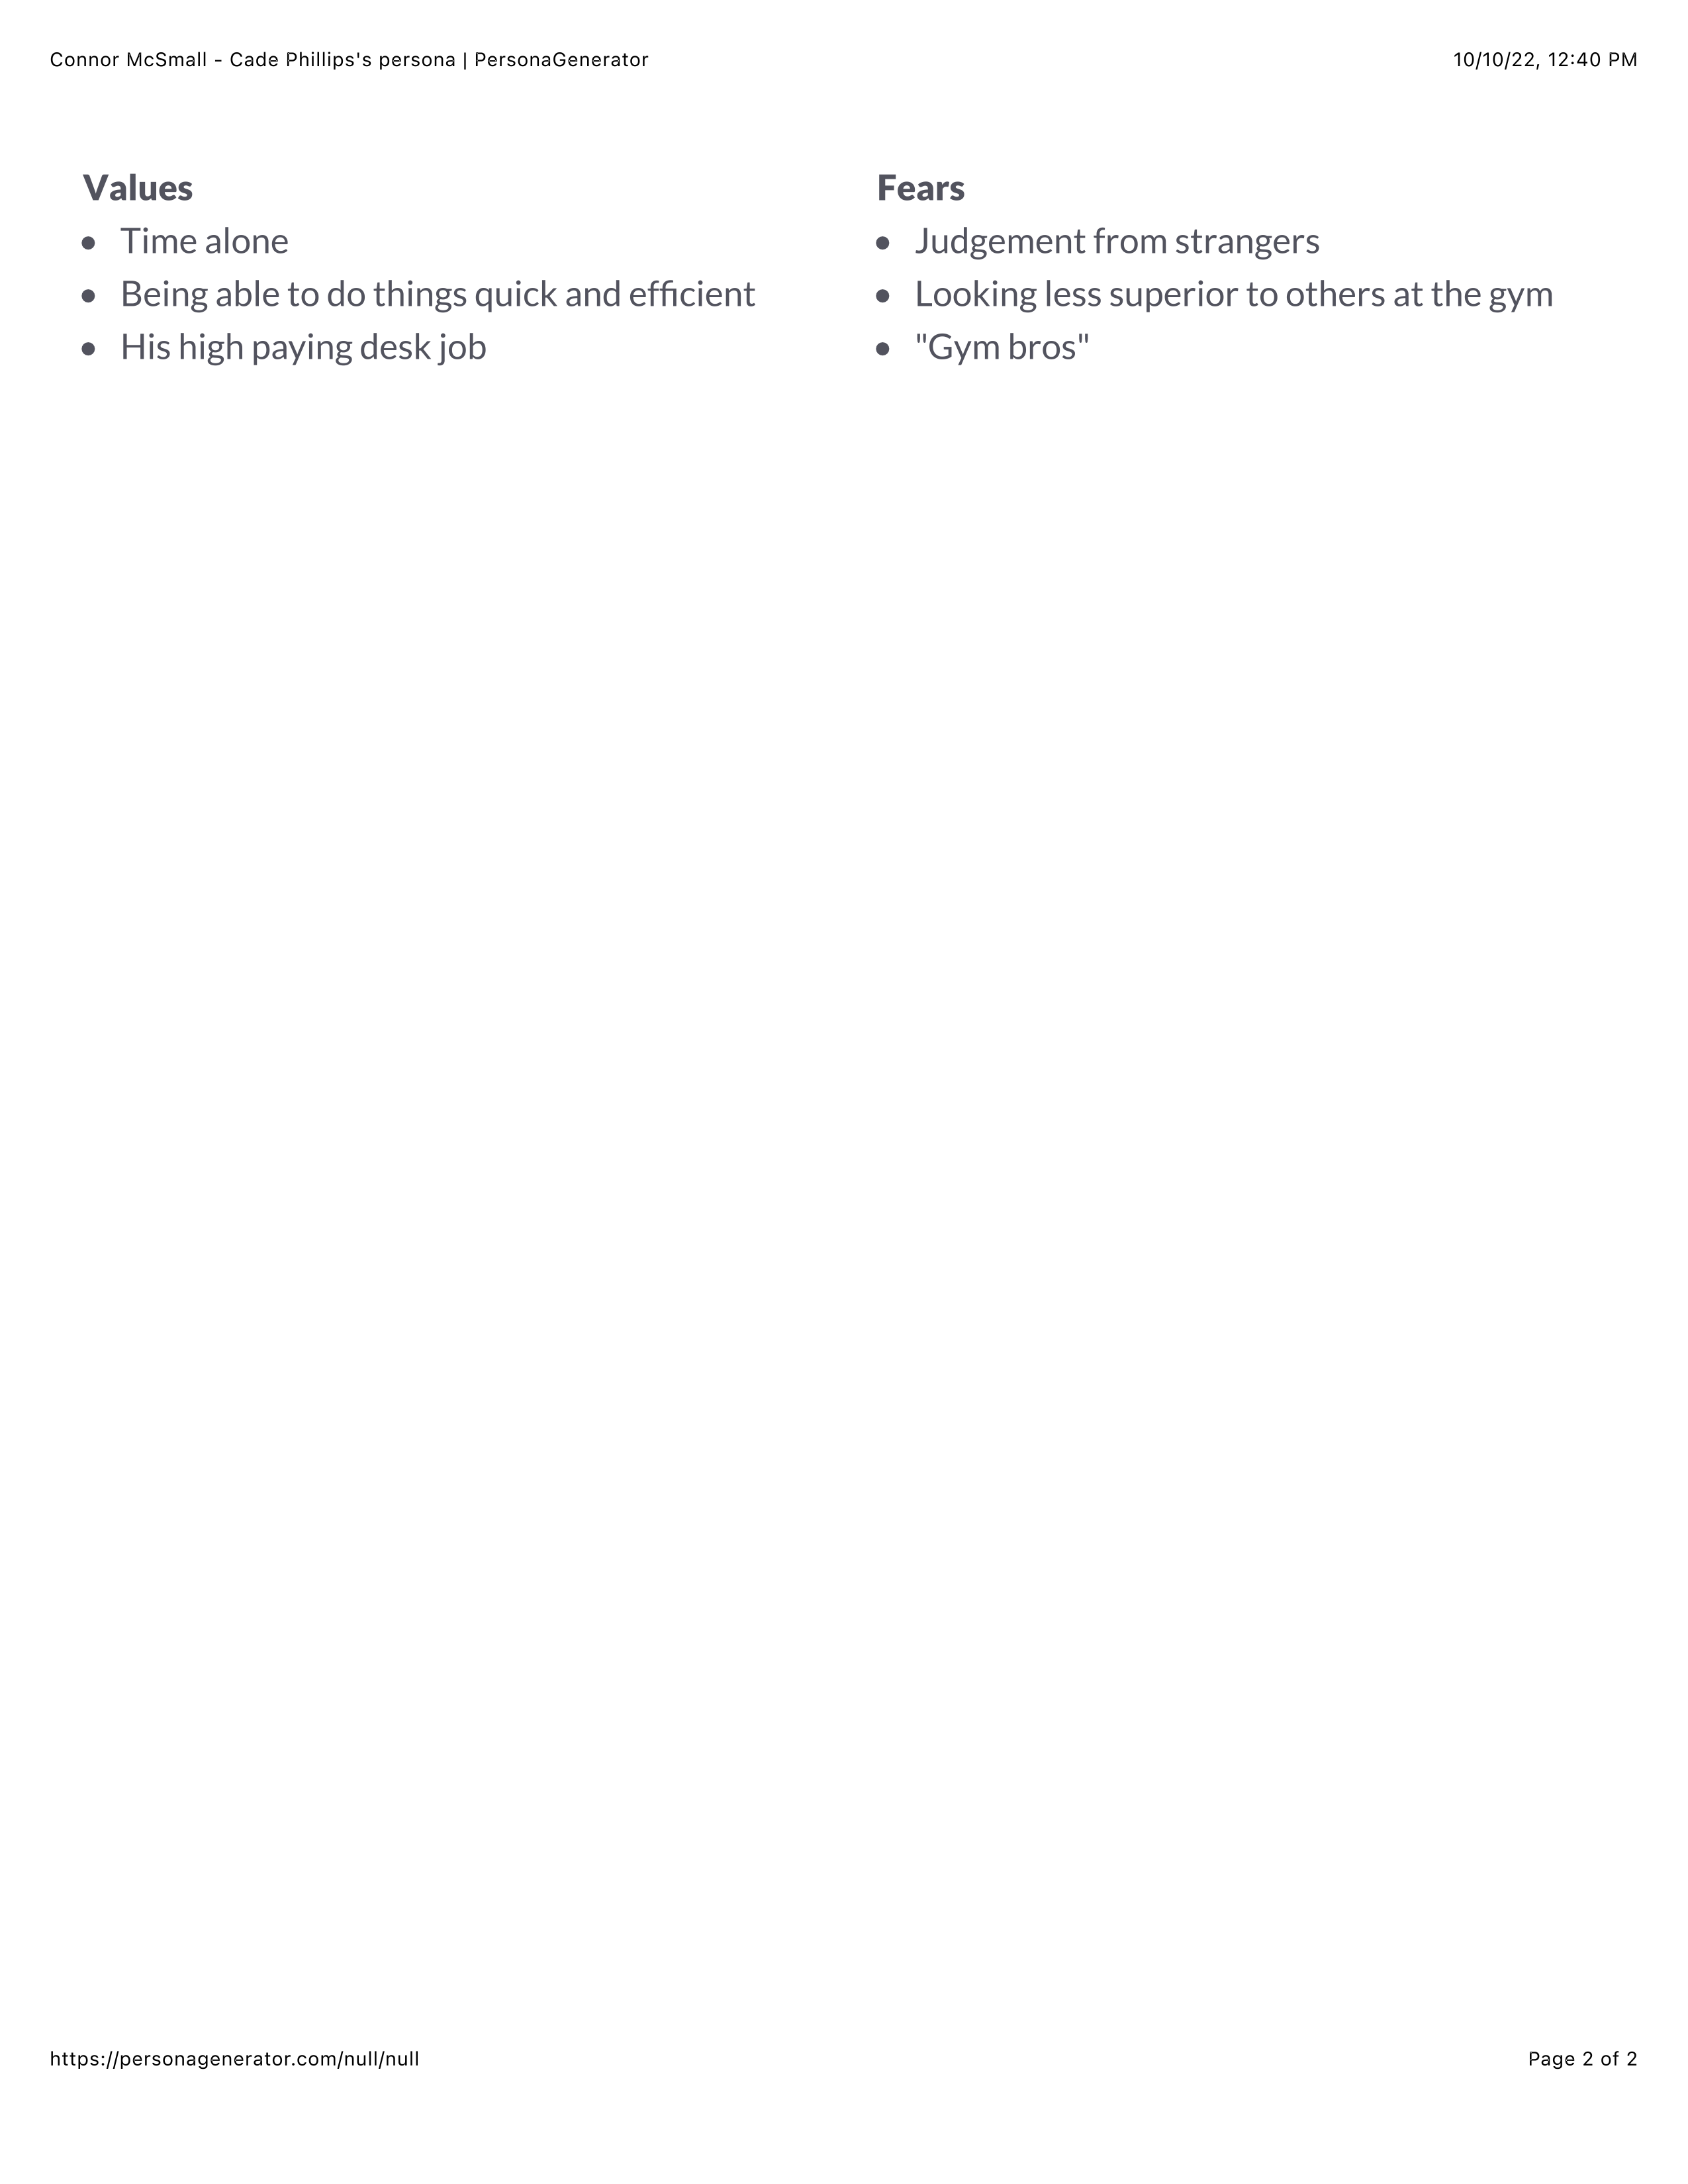 Connor McSmall - Cade Phillips's persona | PersonaGenerator
10/10/22, 12:40 PM
Values
• Time alone
• Being able to do things quick and efficient
• His high paying desk job
Fears
• Judgement from strangers
• Looking less superior to others at the gym
• "Gym bros"
https://personagenerator.com/null/null
Page 2 of 2